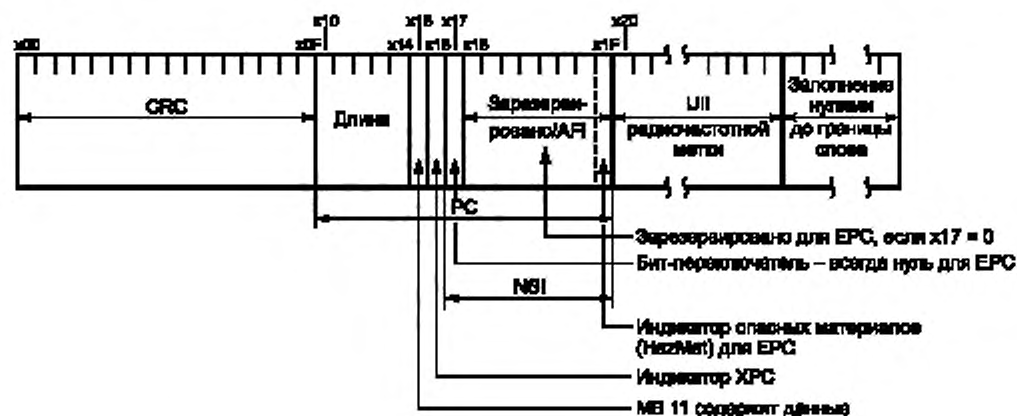 x10 x15 x17 x20
x00 x0F x14 x16 x18 x1F
CRC
Длина
Зарезерви-
ровано/AFI
UII
радиочастотной
метки
Заполнение
нулями
до границы
слова
PC
Зарезервировано для EPC, если x17 = 0
Бит-переключатель – всегда нуль для EPC
NSI
Индикатор опасных материалов
(HazMat) для EPC
Индикатор XPC
MB 11 (содержит данные)